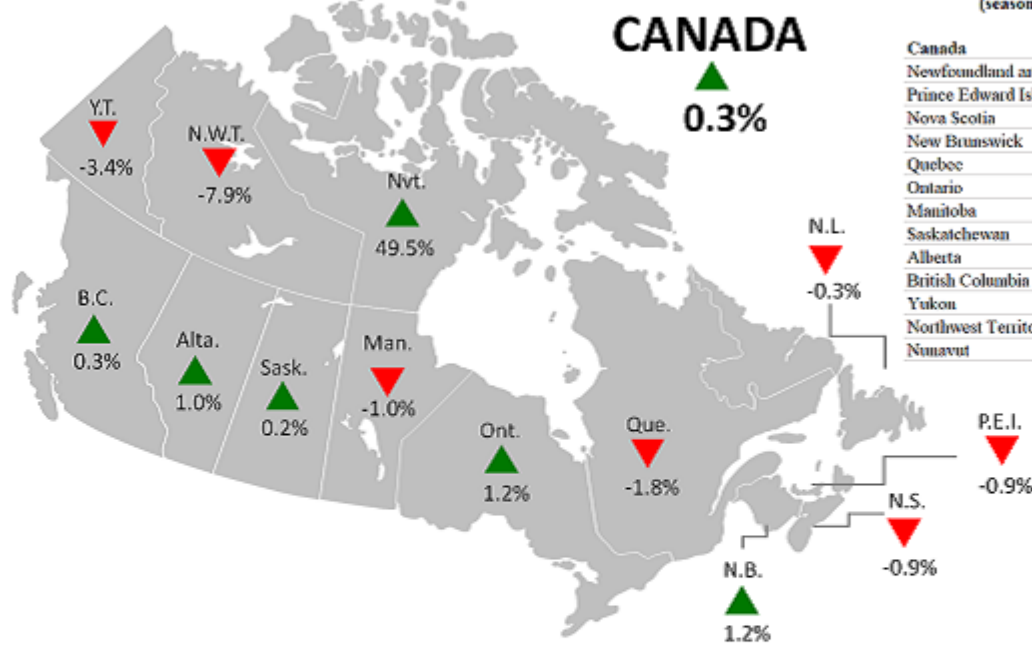 (season
CANADA
0.3%
Canada
Newfoundland an
Prince Edward Isl
Nova Scotia
New Brunswick
Quebec
Ontario
Manitoba
Saskatchewan
Alberta
British Columbia
Yukon
Northwest Territo
Nunavut
Y.T.
-3.4%
N.W.T.
-7.9%
Nvt.
49.5%
B.C.
0.3%
Alta.
1.0%
Sask.
0.2%
Man.
-1.0%
Ont.
1.2%
Que.
-1.8%
N.L.
-0.3%
P.E.I.
-0.9%
N.S.
-0.9%
N.B.
1.2%